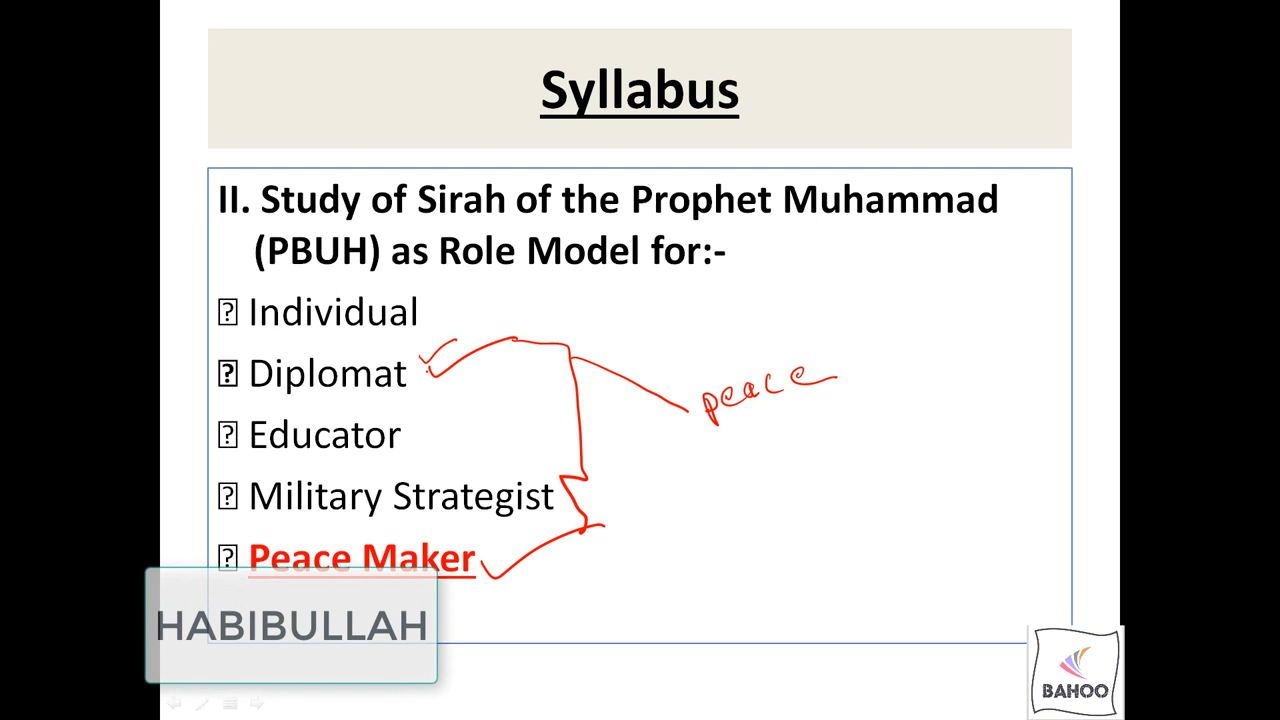 Syllabus
II. Study of Sirah of the Prophet Muhammad
(PBUH) as Role Model for:-
Individual
Diplomat
peace
Educator
Military Strategist
Peace Maker
HABIBULLAH
BAHOO